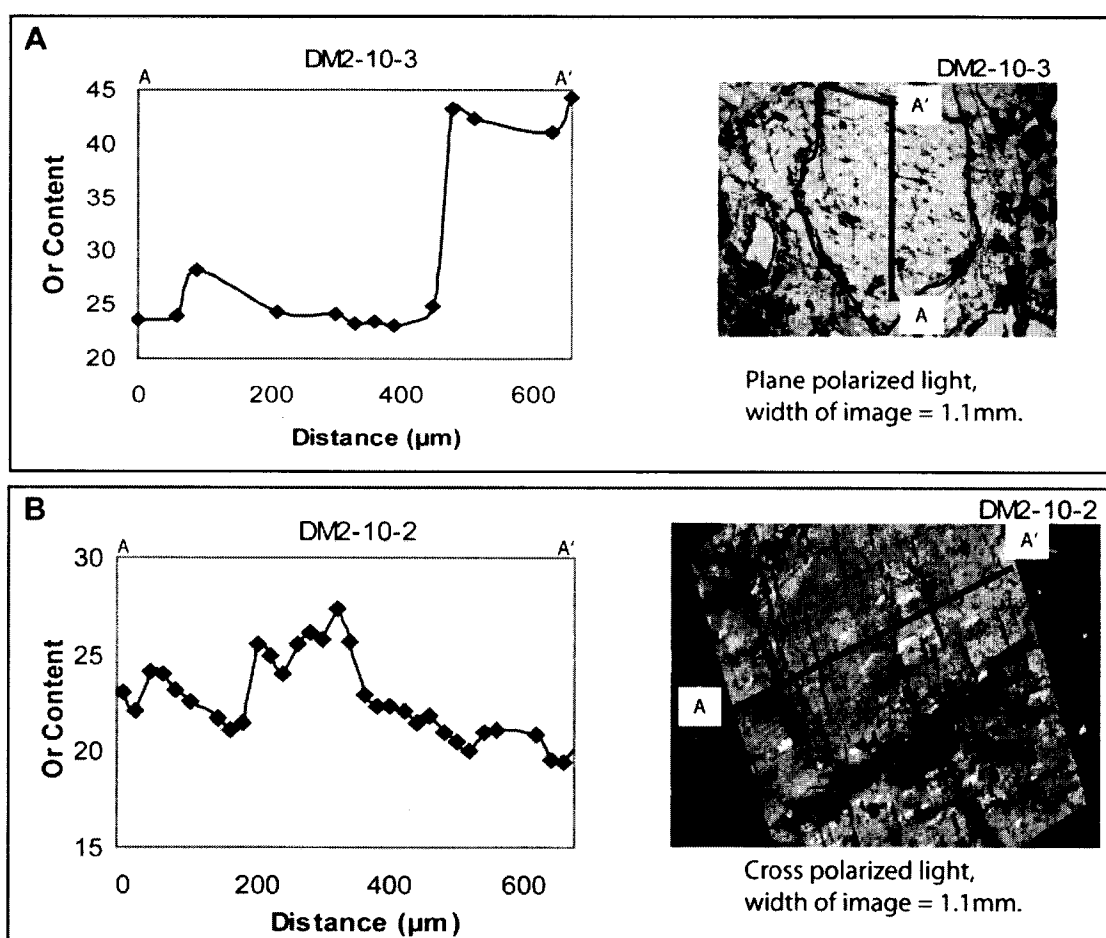 A
DM2-10-3
A A'
45
40
35
30
25
20
Or Content
0 200 400 600
Distance (µm)
DM2-10-3
A'
A
Plane polarized light,
width of image = 1.1mm.
B
DM2-10-2
A A'
30
25
20
15
Or Content
0 200 400 600
Distance (µm)
DM2-10-2
A'
A
Cross polarized light,
width of image = 1.1mm.